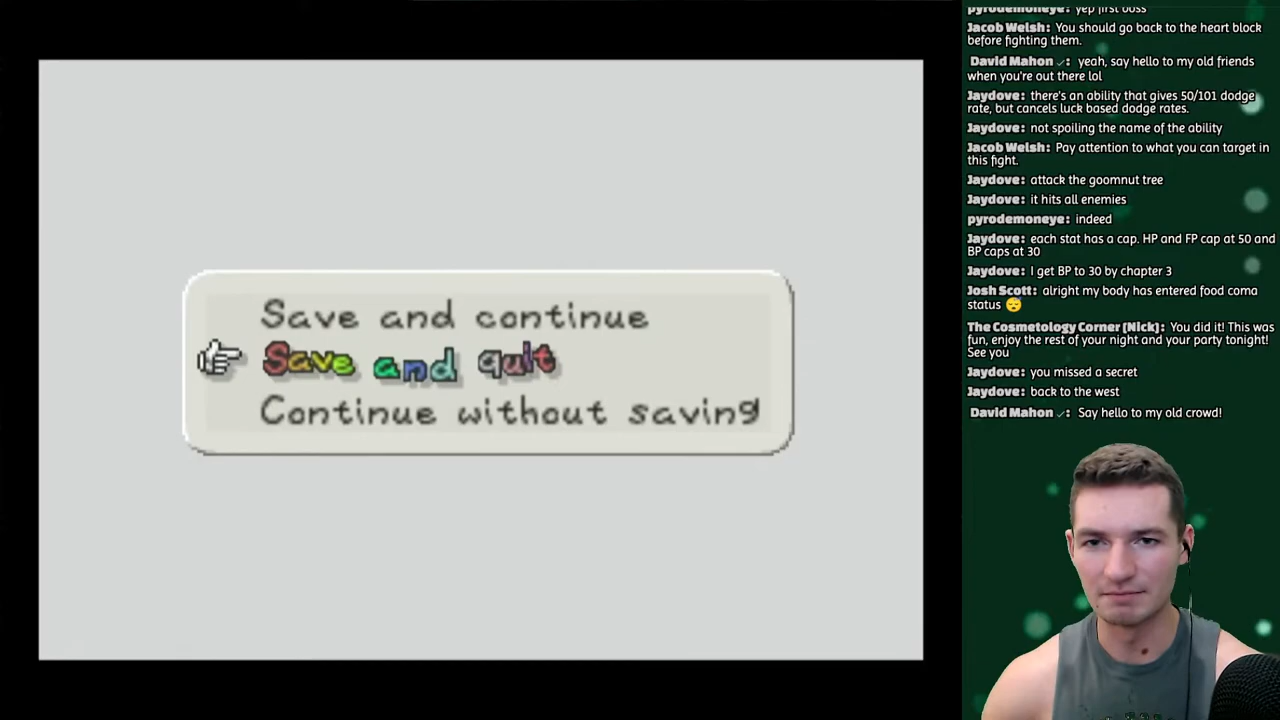 Save and continue
Save and quit
Continue without saving
pyrodemoneye: yep first boss
Jacob Welsh: You should go back to the heart block
before fighting them.
David Mahon ✓: yeah, say hello to my old friends
when you're out there lol
Jaydove: there's an ability that gives 50/101 dodge
rate, but cancels luck based dodge rates.
Jaydove: not spoiling the name of the ability
Jacob Welsh: Pay attention to what you can target in
this fight.
Jaydove: attack the goomnut tree
Jaydove: it hits all enemies
pyrodemoneye: indeed
Jaydove: each stat has a cap. HP and FP cap at 50 and
BP caps at 30
Jaydove: I get BP to 30 by chapter 3
Josh Scott: alright my body has entered food coma
status 😴
The Cosmetology Corner [Nick]: You did it! This was
fun, enjoy the rest of your night and your party tonight!
See you
Jaydove: you missed a secret
Jaydove: back to the west
David Mahon ✓: Say hello to my old crowd!